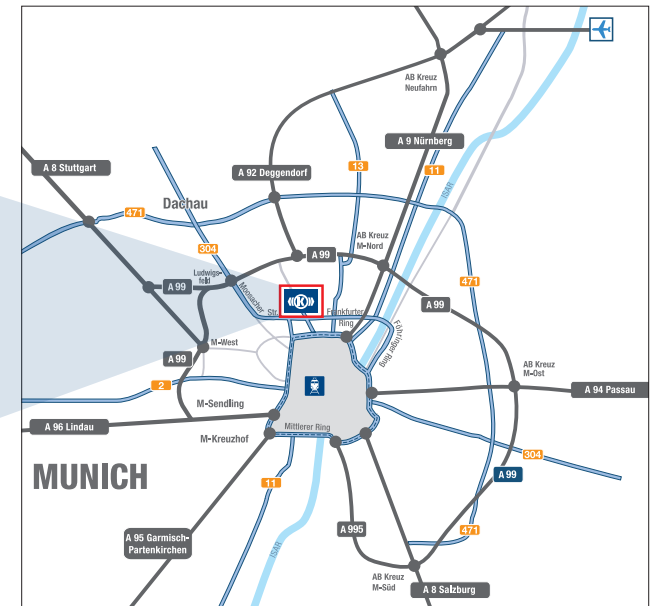 AB Kreuz
Neufahrn
A 9 Nürnberg
A 8 Stuttgart
A 92 Deggendorf
13
11
ISAR
Dachau
471
304
AB Kreuz
M-Nord
A 99
Ludwigs-
feld
A 99
471
Moosacher
Str.
K
Frankfurter
Ring
Föhringer Ring
A 99
M-West
A 99
AB Kreuz
M-Ost
2
A 94 Passau
M-Sendling
A 96 Lindau
Mittlerer Ring
M-Kreuzhof
304
MUNICH
A 99
11
A 995
471
A 95 Garmisch-
Partenkirchen
ISAR
AB Kreuz
M-Süd
A 8 Salzburg